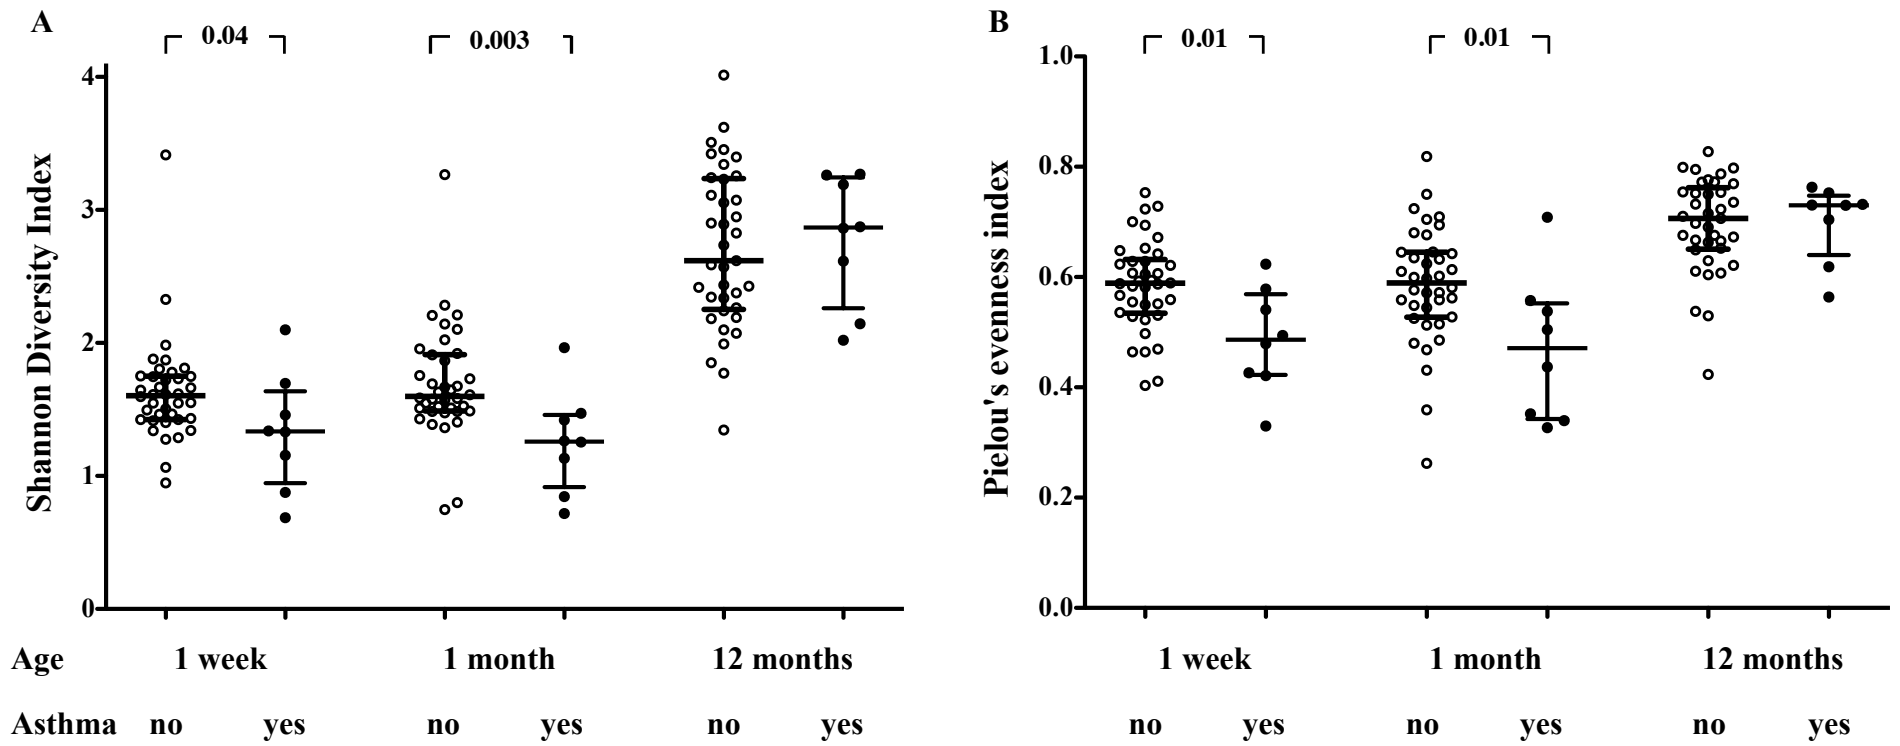 A
B
0.04
0.003
0.01
0.01
Shannon Diversity Index
4
3
2
1
0
Pielou's evenness index
1.0
0.8
0.6
0.4
0.2
0.0
Age 1 week 1 month 12 months
1 week 1 month 12 months
Asthma no yes no yes no yes
no yes no yes no yes